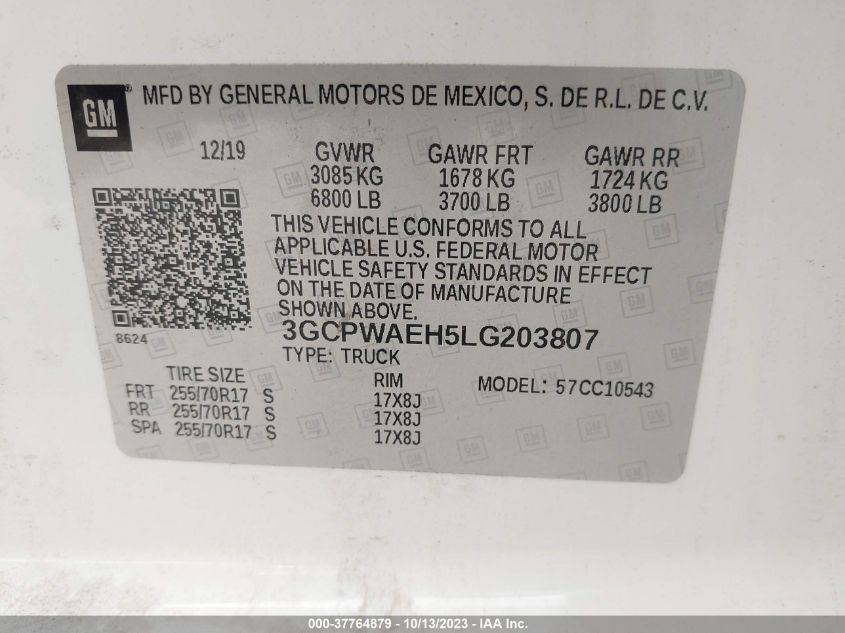 GM® MFD BY GENERAL MOTORS DE MEXICO, S. DE R.L. DE C.V.
12/19 GVWR GAWR FRT GAWR RR
3085 KG 1678 KG 1724 KG
6800 LB 3700 LB 3800 LB
THIS VEHICLE CONFORMS TO ALL
APPLICABLE U.S. FEDERAL MOTOR
VEHICLE SAFETY STANDARDS IN EFFECT
ON THE DATE OF MANUFACTURE
SHOWN ABOVE.
8624
3GCPWAEH5LG203807
TYPE: TRUCK
TIRE SIZE RIM MODEL: 57CC10543
FRT 255/70R17 S 17X8J
RR 255/70R17 S 17X8J
SPA 255/70R17 S 17X8J
000-37764879 - 10/13/2023 - IAA Inc.